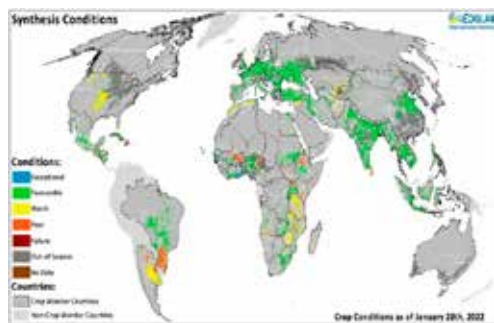 Synthesis Conditions
Conditions:
Exceptional
Favourable
Watch
Poor
Failure
Out of Season
No Data
Countries:
Crop Monitor Countries
Non-Crop Monitor Countries
Crop Conditions as of January 28th, 2022